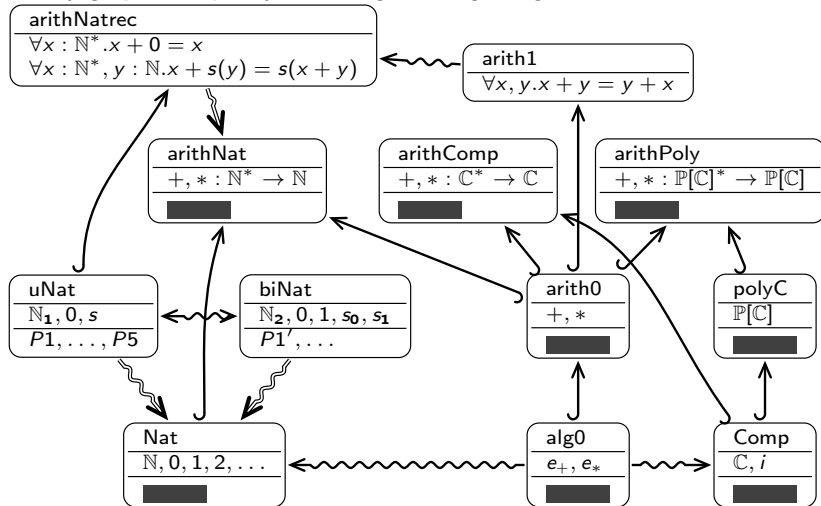 arithNatrec
∀x : ℕ*.x + 0 = x
∀x : ℕ*, y : ℕ.x + s(y) = s(x + y)
arith1
∀x, y.x + y = y + x
arithNat
+, * : ℕ* → ℕ
arithComp
+, * : ℂ* → ℂ
arithPoly
+, * : ℙ[ℂ]* → ℙ[ℂ]
uNat
ℕ₁, 0, s
P1, . . . , P5
biNat
ℕ₂, 0, 1, s₀, s₁
P1′, . . .
arith0
+, *
polyC
ℙ[ℂ]
Nat
ℕ, 0, 1, 2, . . .
alg0
e₊, e*
Comp
ℂ, i